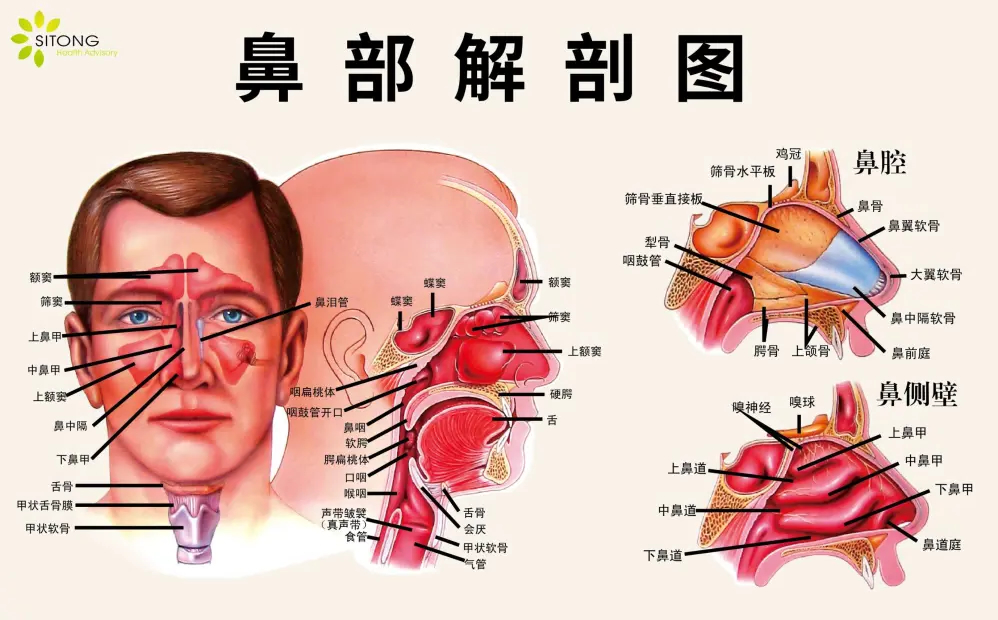 SITONG
Health Advisory
鼻部解剖图
额窦
筛窦
上鼻甲
中鼻甲
上额窦
鼻中隔
下鼻甲
舌骨
甲状舌骨膜
甲状软骨
鼻泪管
蝶窦
蝶窦
额窦
筛窦
上额窦
硬腭
舌
咽扁桃体
咽鼓管开口
鼻咽
软腭
腭扁桃体
口咽
喉咽
声带皱襞
（真声带）
食管
舌骨
会厌
甲状软骨
气管
鼻腔
鸡冠
筛骨水平板
筛骨垂直接板
犁骨
咽鼓管
鼻骨
鼻翼软骨
大翼软骨
鼻中隔软骨
鼻前庭
腭骨
上颌骨
鼻侧壁
嗅神经
嗅球
上鼻甲
中鼻甲
下鼻甲
上鼻道
中鼻道
下鼻道
鼻道庭